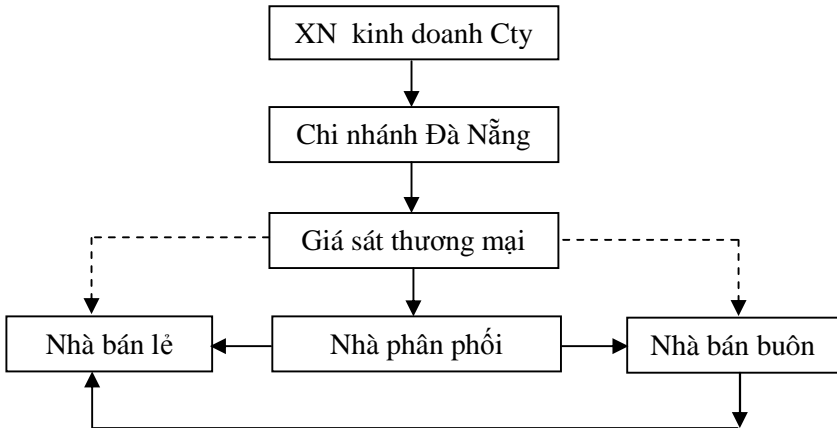 XN kinh doanh Cty
Chi nhánh Đà Nẵng
Giá sát thương mại
Nhà bán lẻ
Nhà phân phối
Nhà bán buôn